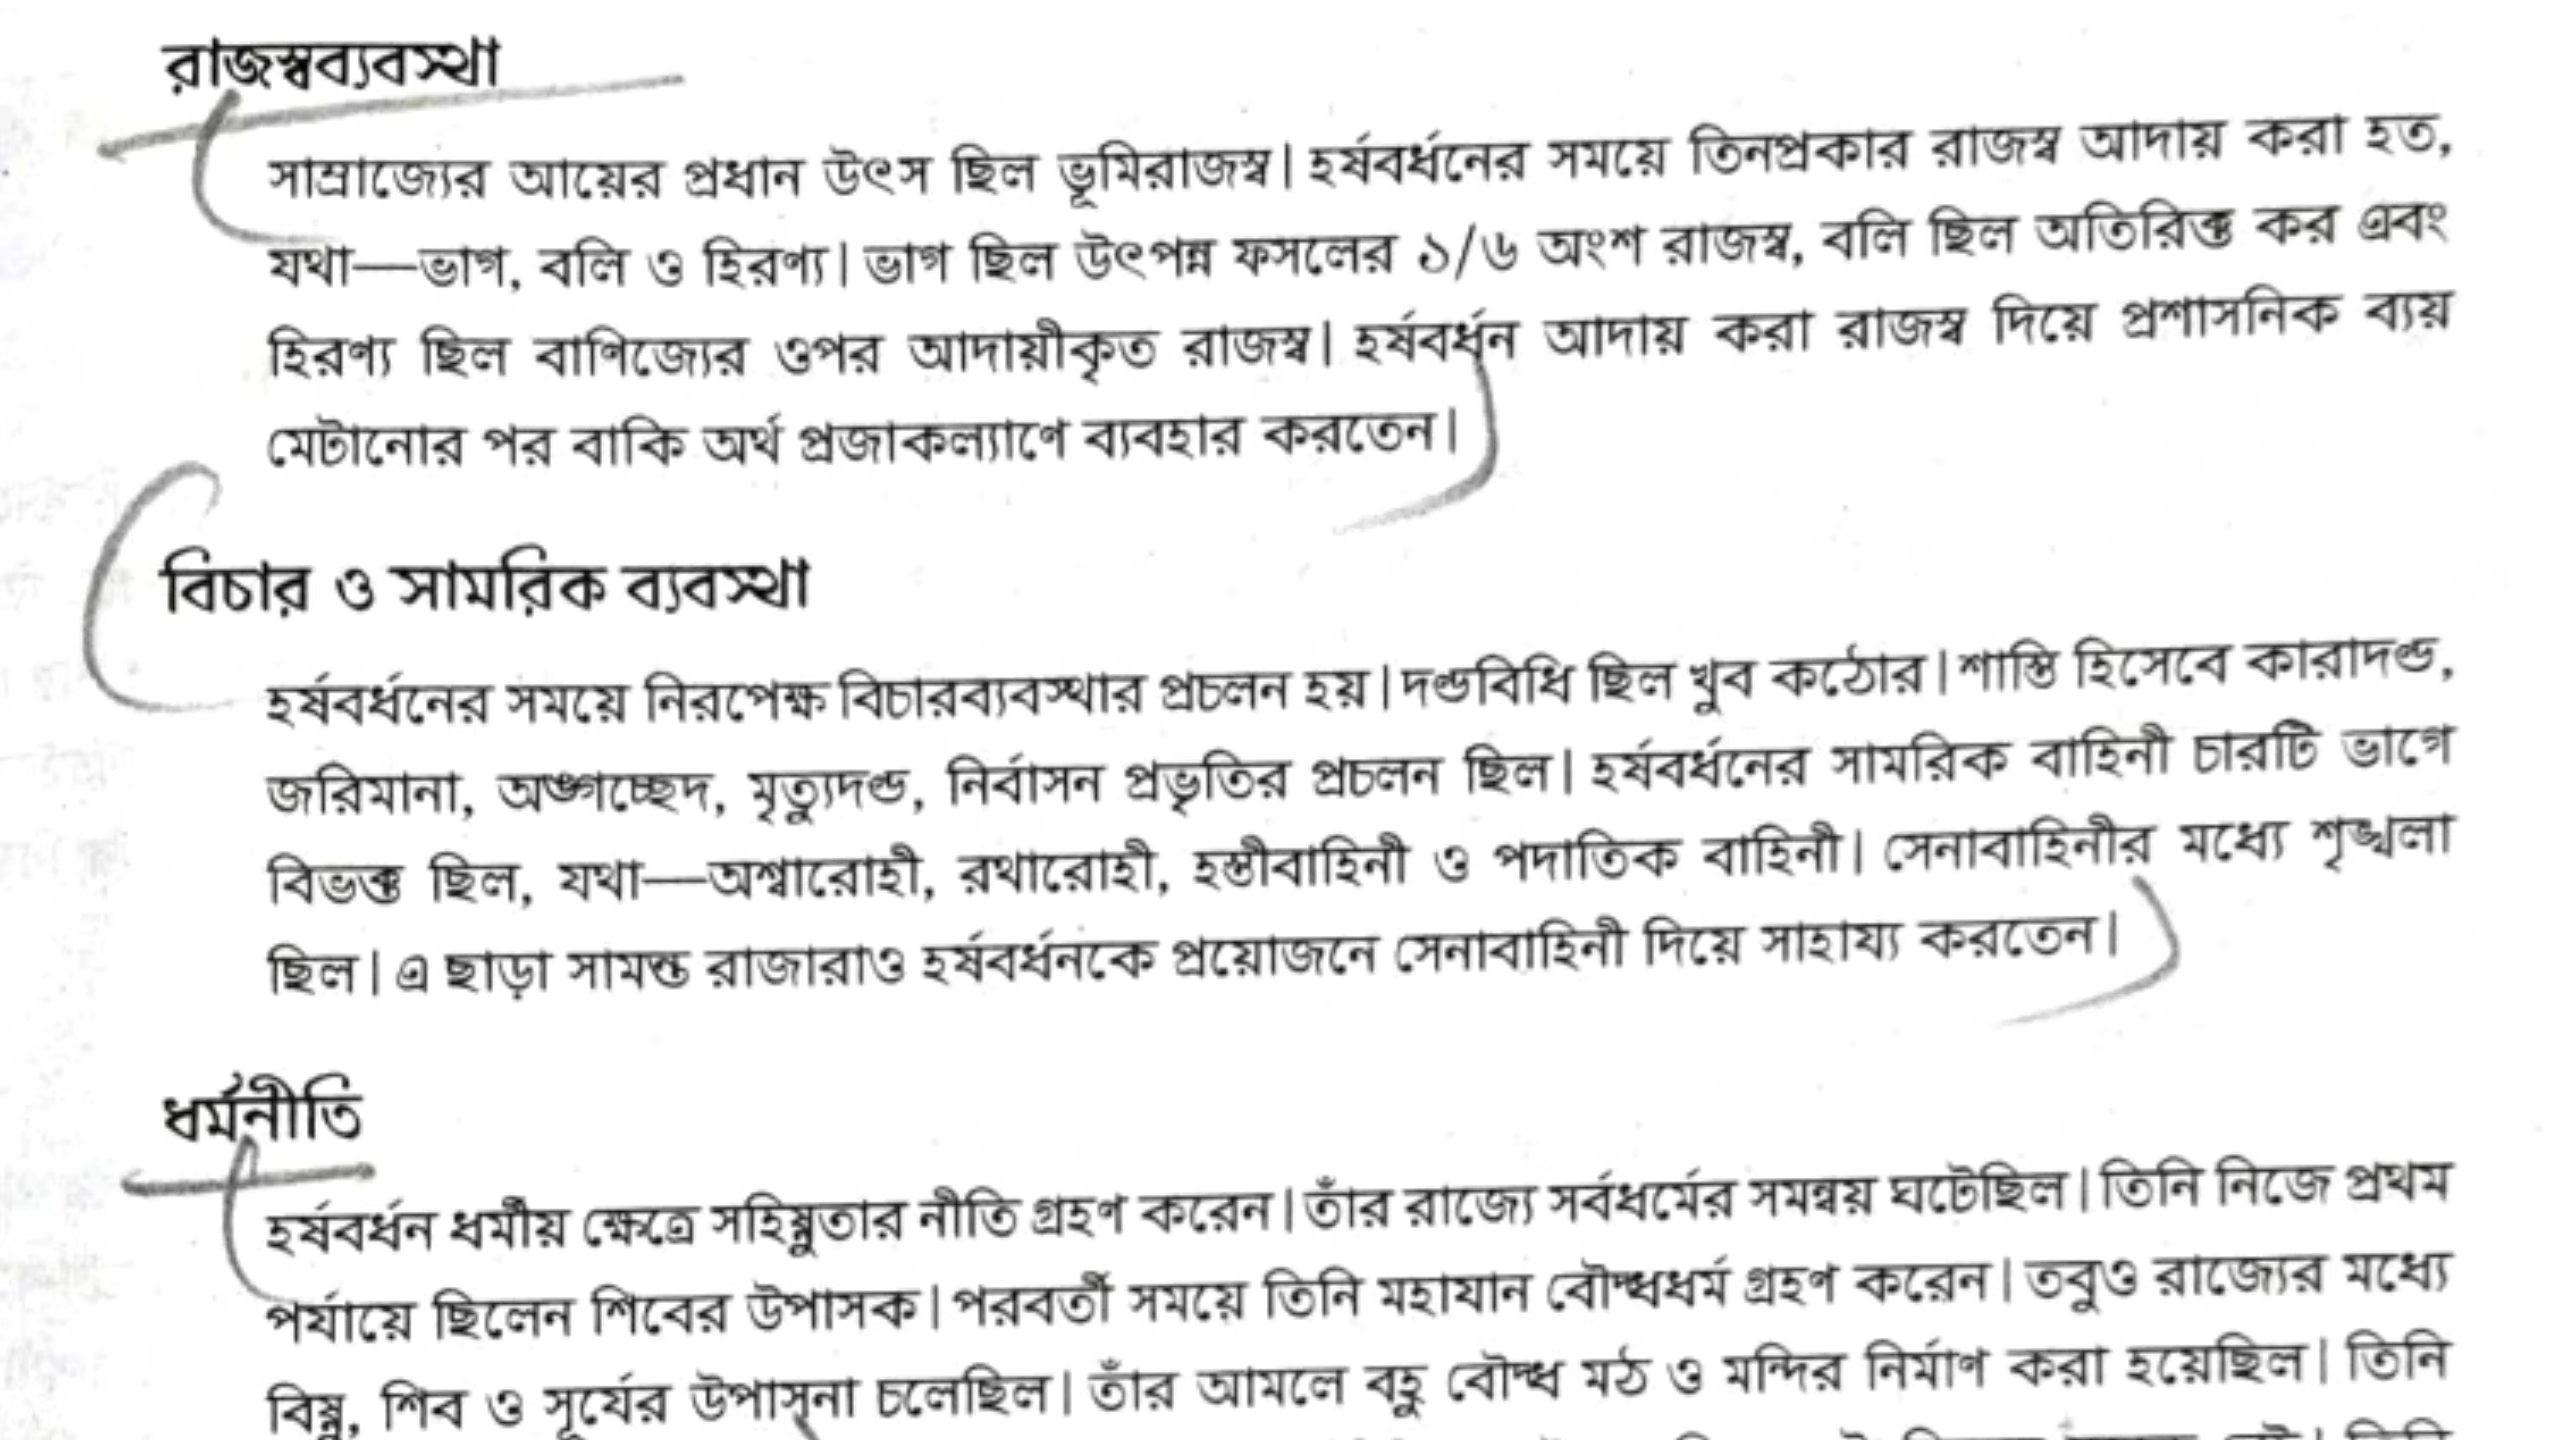 রাজস্বব্যবস্থা
সাম্রাজ্যের আয়ের প্রধান উৎস ছিল ভূমিরাজস্ব। হর্ষবর্ধনের সময়ে তিনপ্রকার রাজস্ব আদায় করা হত,
যথা—ভাগ, বলি ও হিরণ্য। ভাগ ছিল উৎপন্ন ফসলের ১/৬ অংশ রাজস্ব, বলি ছিল অতিরিক্ত কর এবং
হিরণ্য ছিল বাণিজ্যের ওপর আদায়ীকৃত রাজস্ব। হর্ষবর্ধন আদায় করা রাজস্ব দিয়ে প্রশাসনিক ব্যয়
মেটানোর পর বাকি অর্থ প্রজাকল্যাণে ব্যবহার করতেন।
বিচার ও সামরিক ব্যবস্থা
হর্ষবর্ধনের সময়ে নিরপেক্ষ বিচারব্যবস্থার প্রচলন হয়। দণ্ডবিধি ছিল খুব কঠোর। শাস্তি হিসেবে কারাদণ্ড,
জরিমানা, অঙ্গচ্ছেদ, মৃত্যুদণ্ড, নির্বাসন প্রভৃতির প্রচলন ছিল। হর্ষবর্ধনের সামরিক বাহিনী চারটি ভাগে
বিভক্ত ছিল, যথা—অশ্বারোহী, রথারোহী, হস্তীবাহিনী ও পদাতিক বাহিনী। সেনাবাহিনীর মধ্যে শৃঙ্খলা
ছিল। এ ছাড়া সামন্ত রাজারাও হর্ষবর্ধনকে প্রয়োজনে সেনাবাহিনী দিয়ে সাহায্য করতেন।
ধর্মনীতি
হর্ষবর্ধন ধর্মীয় ক্ষেত্রে সহিষ্ণুতার নীতি গ্রহণ করেন। তাঁর রাজ্যে সর্বধর্মের সমন্বয় ঘটেছিল। তিনি নিজে প্রথম
পর্যায়ে ছিলেন শিবের উপাসক। পরবর্তী সময়ে তিনি মহাযান বৌদ্ধধর্ম গ্রহণ করেন। তবুও রাজ্যের মধ্যে
বিষ্ণু, শিব ও সূর্যের উপাসনা চলেছিল। তাঁর আমলে বহু বৌদ্ধ মঠ ও মন্দির নির্মাণ করা হয়েছিল। তিনি